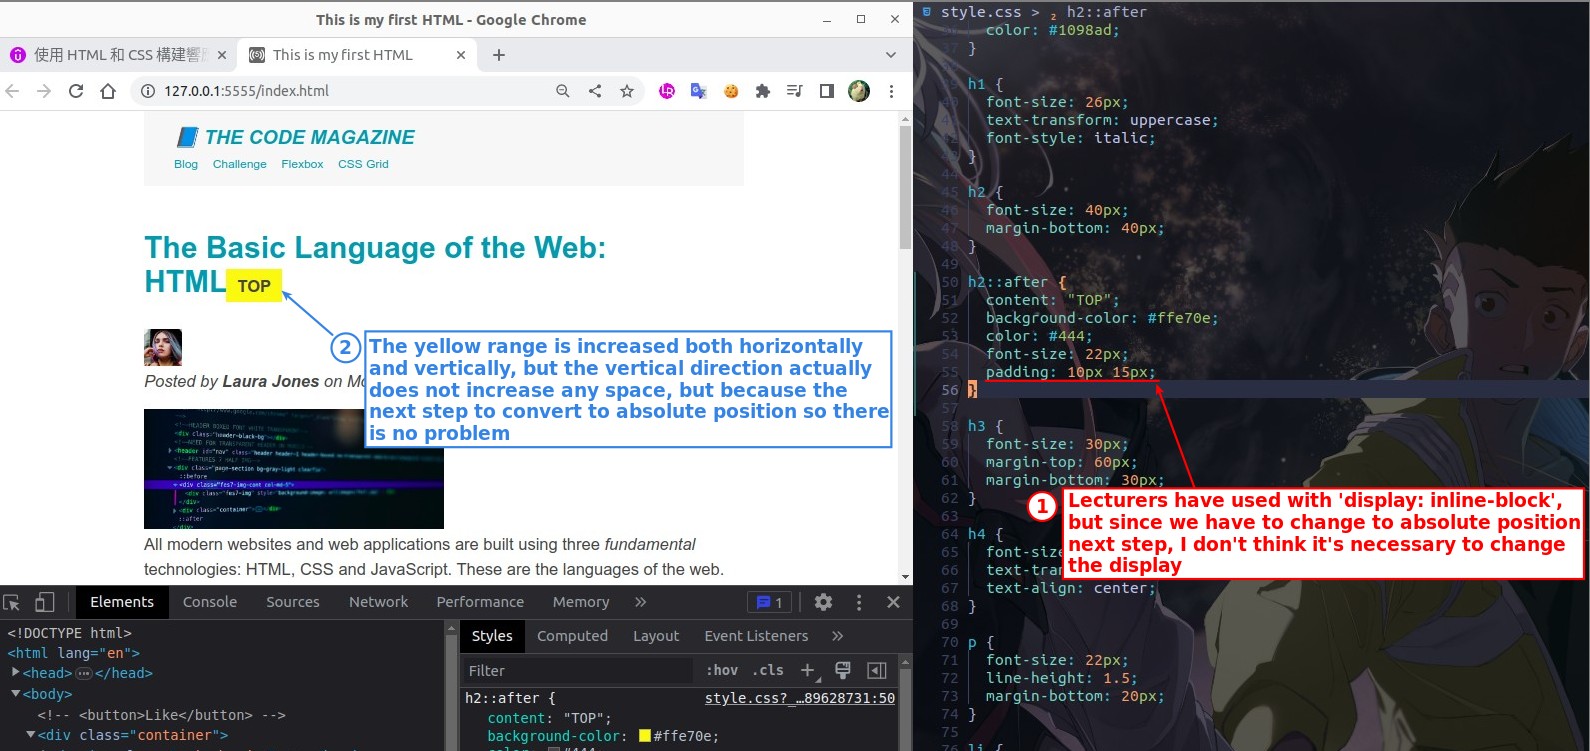 This is my first HTML - Google Chrome
使用 HTML 和 CSS 構建響
This is my first HTML
127.0.0.1:5555/index.html
THE CODE MAGAZINE
Blog Challenge Flexbox CSS Grid
The Basic Language of the Web:
HTML TOP
2
The yellow range is increased both horizontally
and vertically, but the vertical direction actually
does not increase any space, but because the
next step to convert to absolute position so there
is no problem
Posted by Laura Jones on Mo
All modern websites and web applications are built using three fundamental
technologies: HTML, CSS and JavaScript. These are the languages of the web.
Elements Console Sources Network Performance Memory » 1
<!DOCTYPE html>
<html lang="en">
<head>⋯</head>
<body>
<!-- <button>Like</button> -->
<div class="container">
Styles Computed Layout Event Listeners »
Filter :hov .cls
h2::after { style.css?_…89628731:50
content: "TOP";
background-color: #ffe70e;
color: #444;
style.css > h2::after
color: #1098ad;
37 }
h1 {
font-size: 26px;
text-transform: uppercase;
font-style: italic;
}
44
45 h2 {
46 font-size: 40px;
47 margin-bottom: 40px;
48 }
49
50 h2::after {
51 content: "TOP";
52 background-color: #ffe70e;
53 color: #444;
54 font-size: 22px;
55 padding: 10px 15px;
56 }
57
58 h3 {
59 font-size: 30px;
60 margin-top: 60px;
61 margin-bottom: 30px;
62 }
63
64 h4 {
65 font-size
66 text-tran
67 text-align: center;
68 }
69
70 p {
71 font-size: 22px;
72 line-height: 1.5;
73 margin-bottom: 20px;
74 }
75
76 li {
1
Lecturers have used with 'display: inline-block',
but since we have to change to absolute position
next step, I don't think it's necessary to change
the display